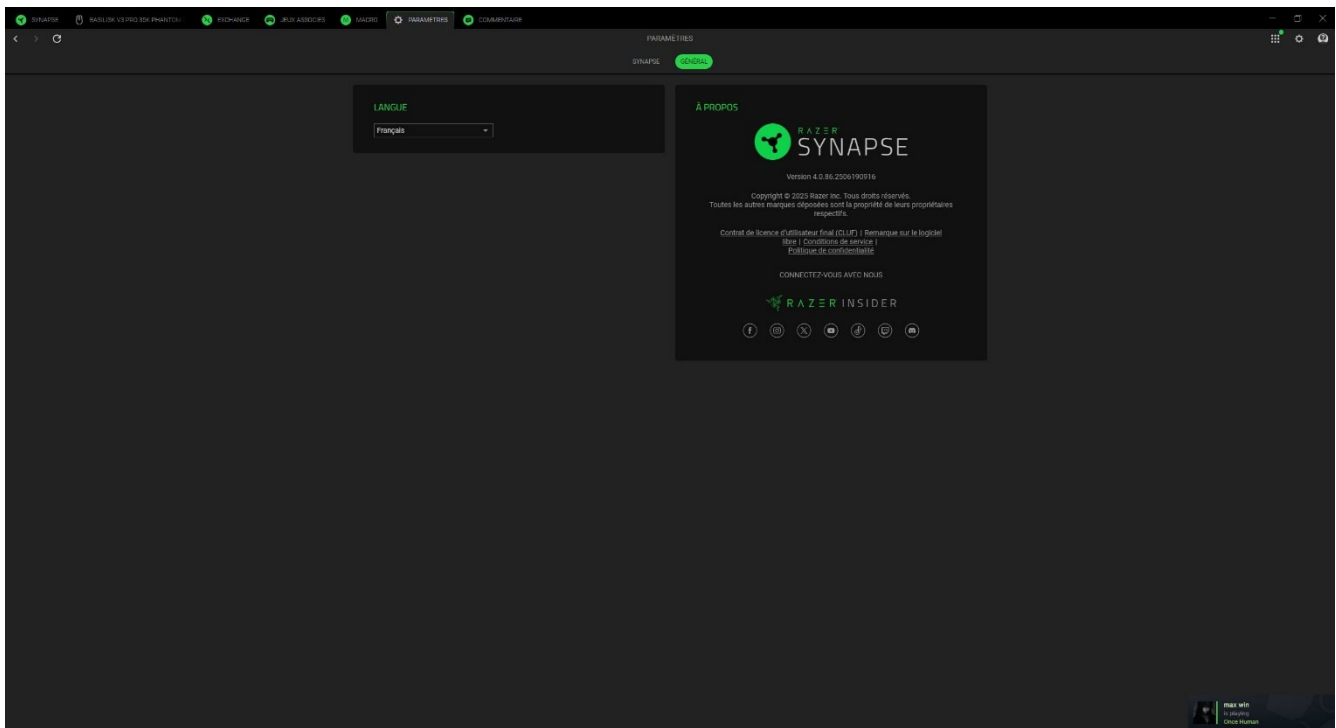 SYNAPSE
BASILISK V3 PRO 35K PHANTOM
EXCHANGE
JEUX ASSOCIÉS
MACRO
PARAMÈTRES
COMMENTAIRE
PARAMÈTRES
SYNAPSE
GÉNÉRAL
LANGUE
Français
À PROPOS
RAZER
SYNAPSE
Version 4.0.86.2506190916
Copyright © 2025 Razer Inc. Tous droits réservés.
Toutes les autres marques déposées sont la propriété de leurs propriétaires
respectifs.
Contrat de licence d'utilisateur final (CLUF) | Remarque sur le logiciel
libre | Conditions de service |
Politique de confidentialité
CONNECTEZ-VOUS AVEC NOUS
RAZER INSIDER
max win
is playing
Once Human